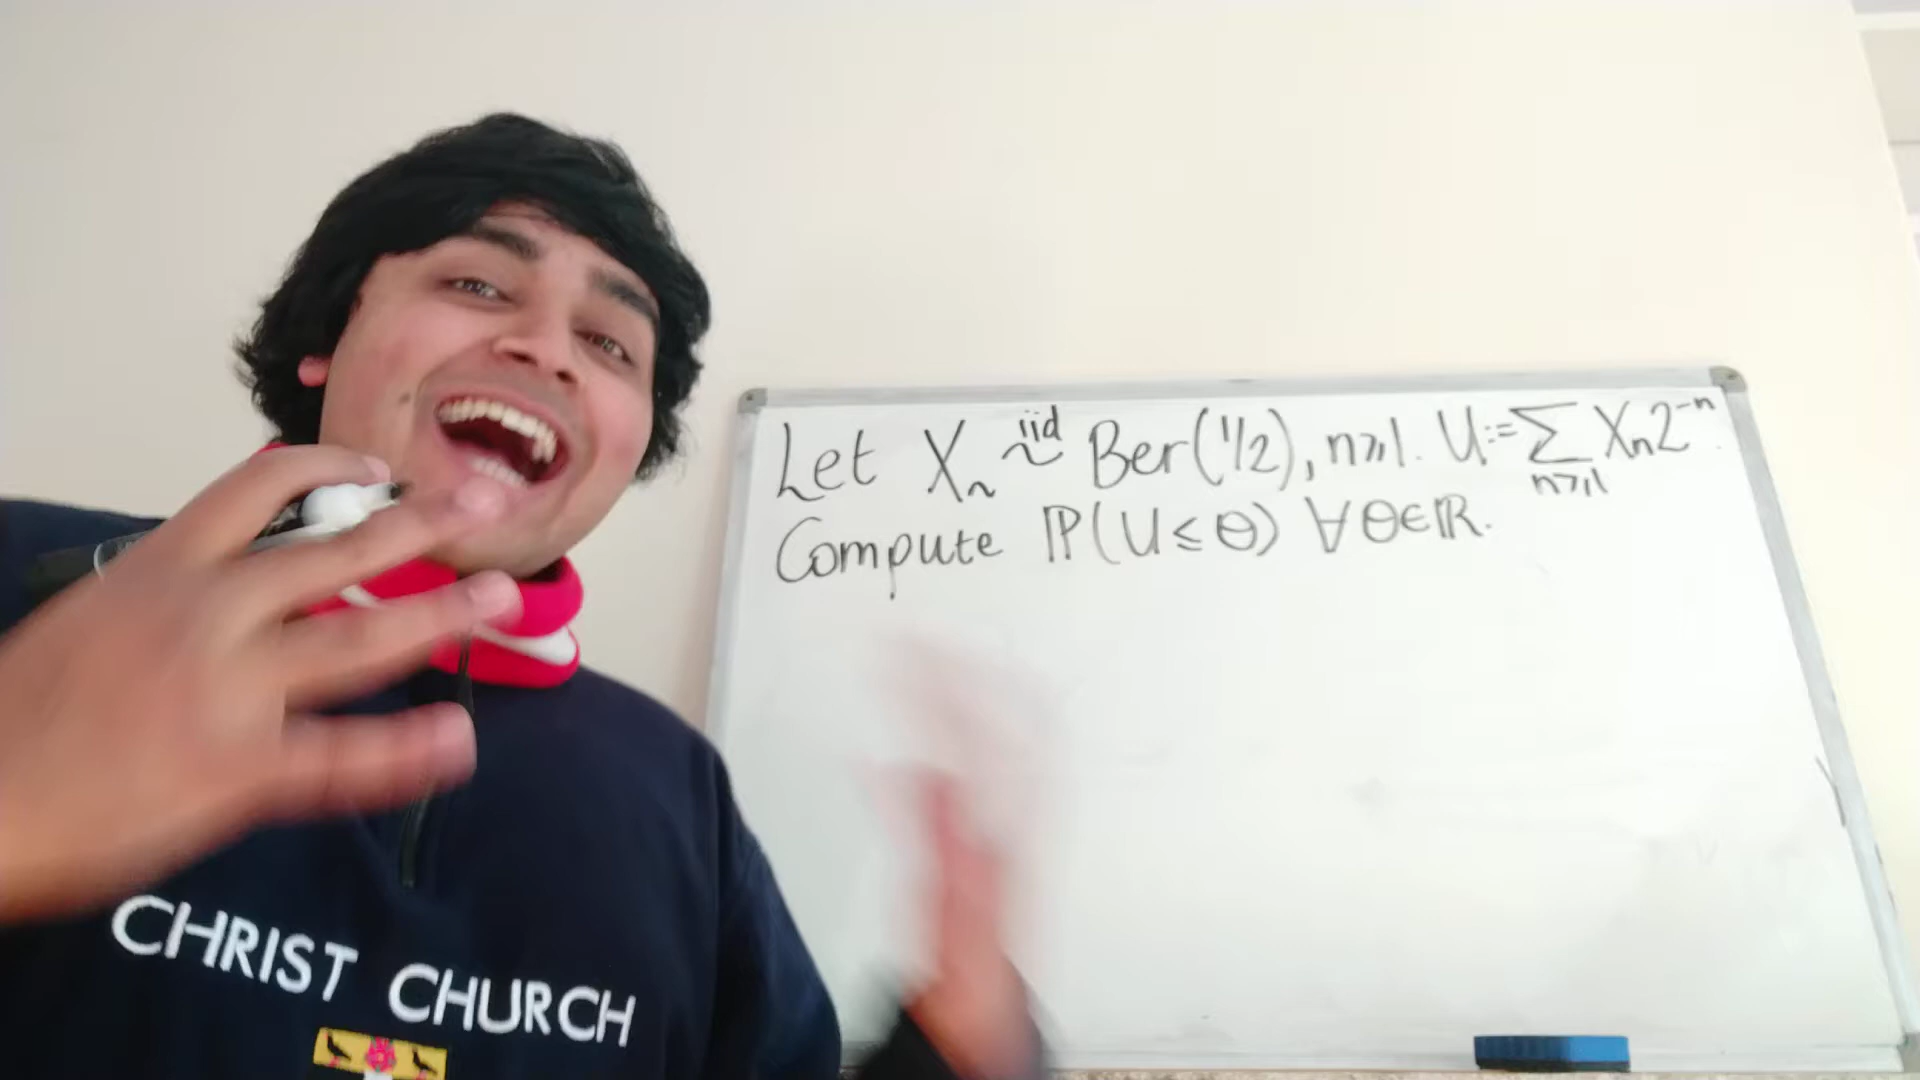 Let Xₙ ~ⁱⁱᵈ Ber(1/2), n⩾1. U:=∑ₙ⩾₁ Xₙ2⁻ⁿ.
Compute ℙ(U≤θ) ∀θ∈ℝ.
CHRIST CHURCH